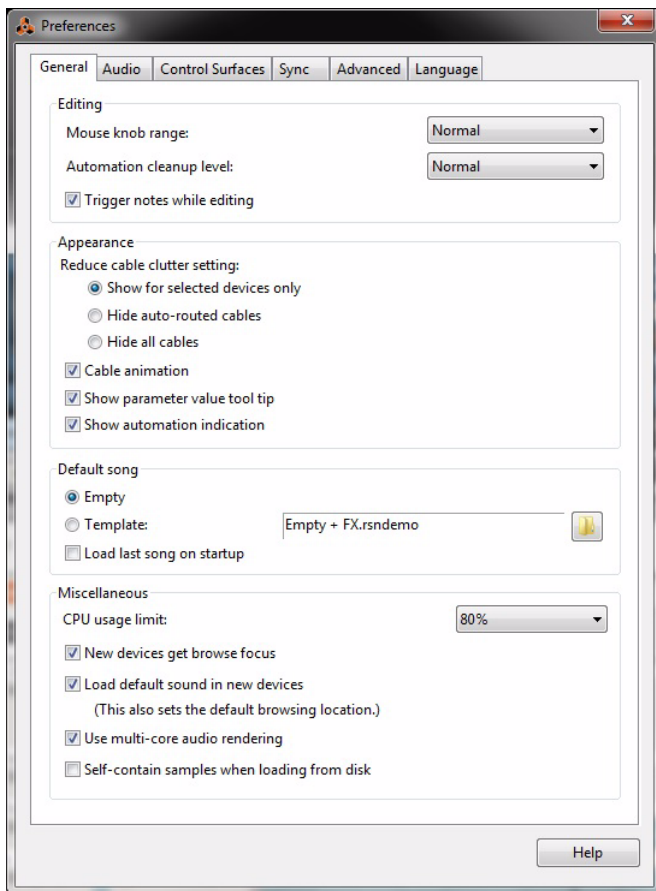 Preferences
General Audio Control Surfaces Sync Advanced Language
Editing
Mouse knob range: Normal
Automation cleanup level: Normal
Trigger notes while editing
Appearance
Reduce cable clutter setting:
Show for selected devices only
Hide auto-routed cables
Hide all cables
Cable animation
Show parameter value tool tip
Show automation indication
Default song
Empty
Template: Empty + FX.rsndemo
Load last song on startup
Miscellaneous
CPU usage limit: 80%
New devices get browse focus
Load default sound in new devices
(This also sets the default browsing location.)
Use multi-core audio rendering
Self-contain samples when loading from disk
Help